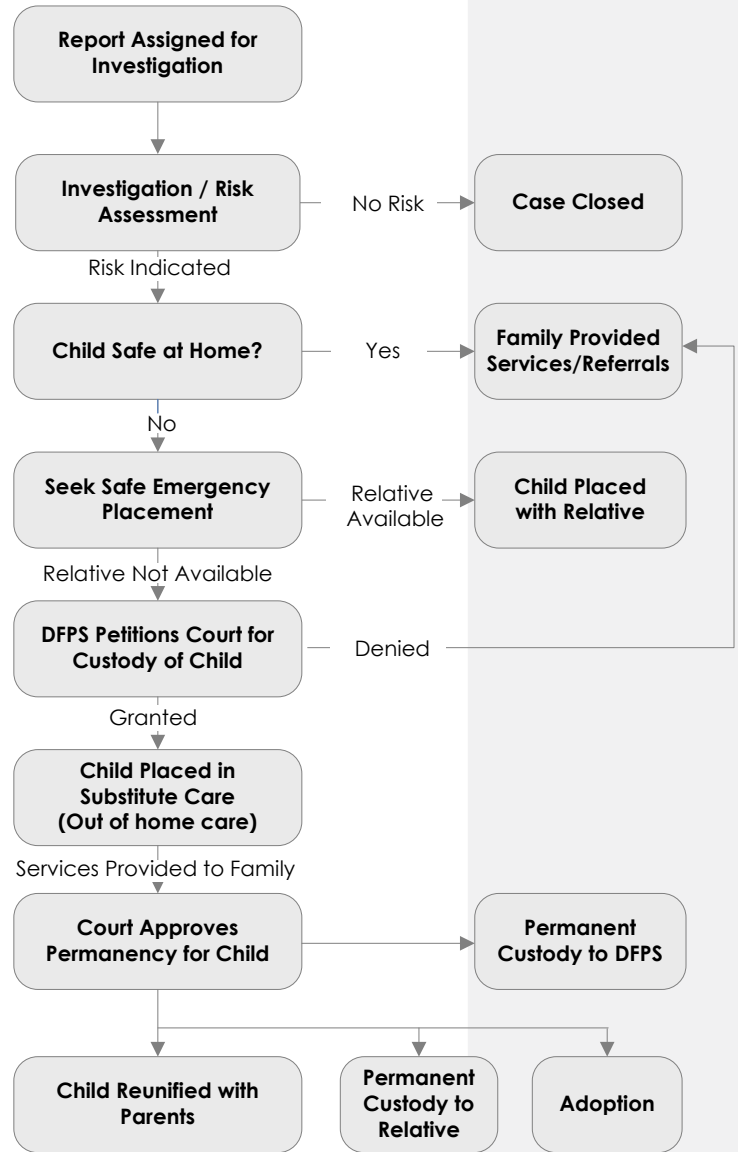 Report Assigned for
Investigation
Investigation / Risk
Assessment
No Risk
Case Closed
Risk Indicated
Child Safe at Home?
Yes
Family Provided
Services/Referrals
No
Seek Safe Emergency
Placement
Relative
Available
Child Placed
with Relative
Relative Not Available
DFPS Petitions Court for
Custody of Child
Denied
Granted
Child Placed in
Substitute Care
(Out of home care)
Services Provided to Family
Court Approves
Permanency for Child
Permanent
Custody to DFPS
Child Reunified with
Parents
Permanent
Custody to
Relative
Adoption